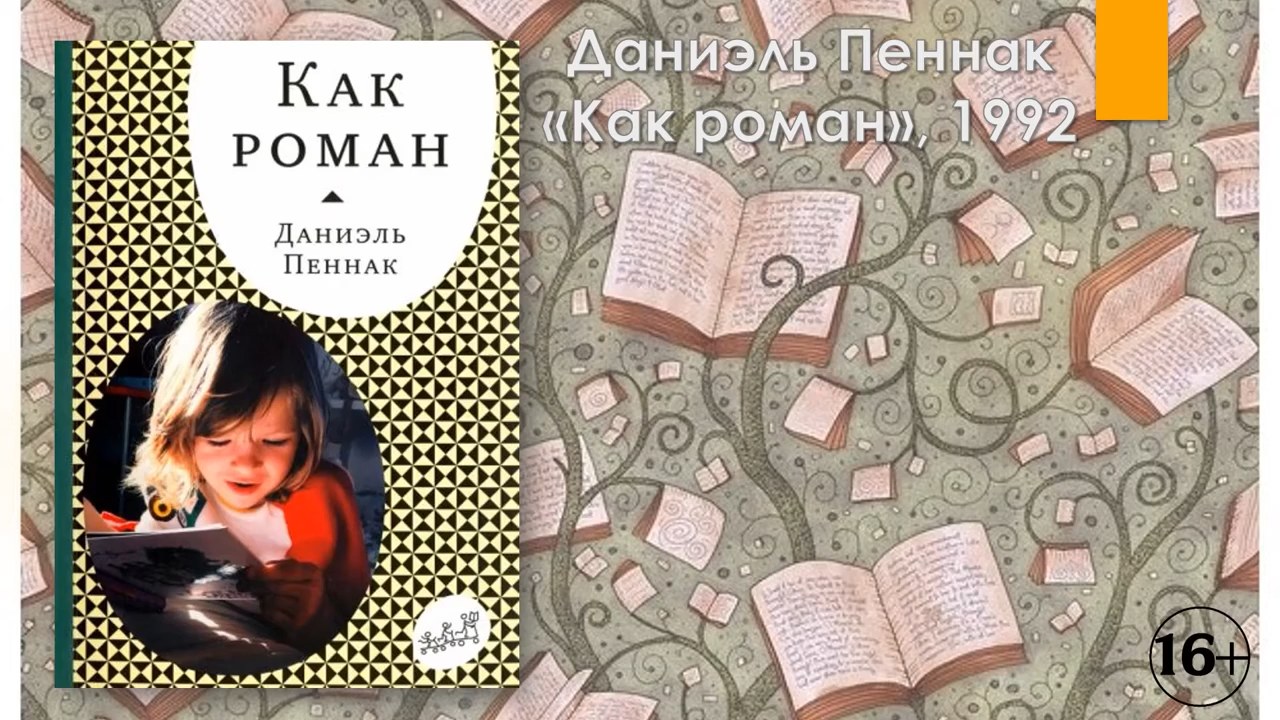 Как
роман
Даниэль
Пеннак
Даниэль Пеннак
«Как роман», 1992
16+